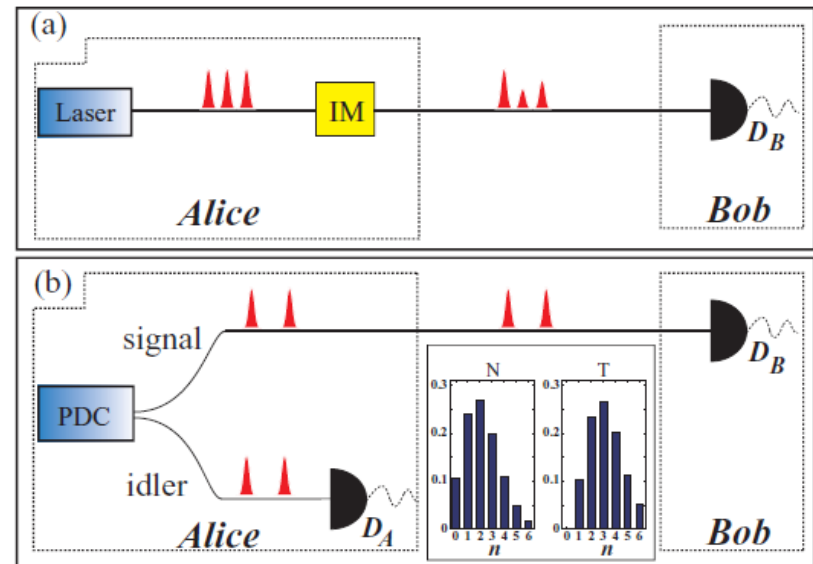 (a)
Laser
IM
D_B
Alice
Bob
(b)
signal
D_B
N
T
0.3
0.3
PDC
0.2
0.2
0.1
0.1
idler
0
0
0 1 2 3 4 5 6
0 1 2 3 4 5 6
D_A
n
n
Alice
Bob